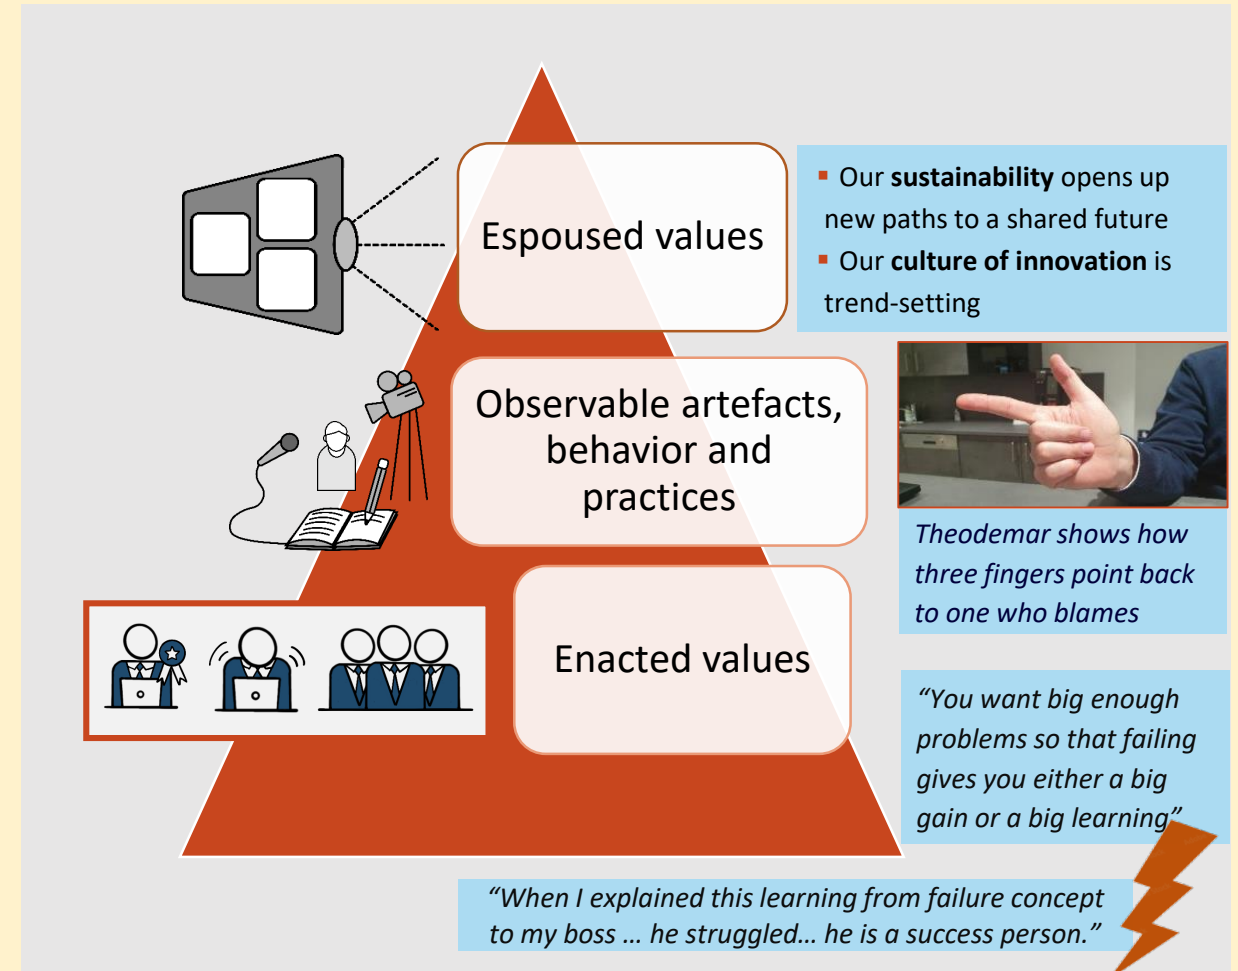 Espoused values
▪ Our sustainability opens up
new paths to a shared future
▪ Our culture of innovation is
trend-setting
Observable artefacts,
behavior and
practices
Theodemar shows how
three fingers point back
to one who blames
Enacted values
“You want big enough
problems so that failing
gives you either a big
gain or a big learning”
“When I explained this learning from failure concept
to my boss … he struggled… he is a success person.”